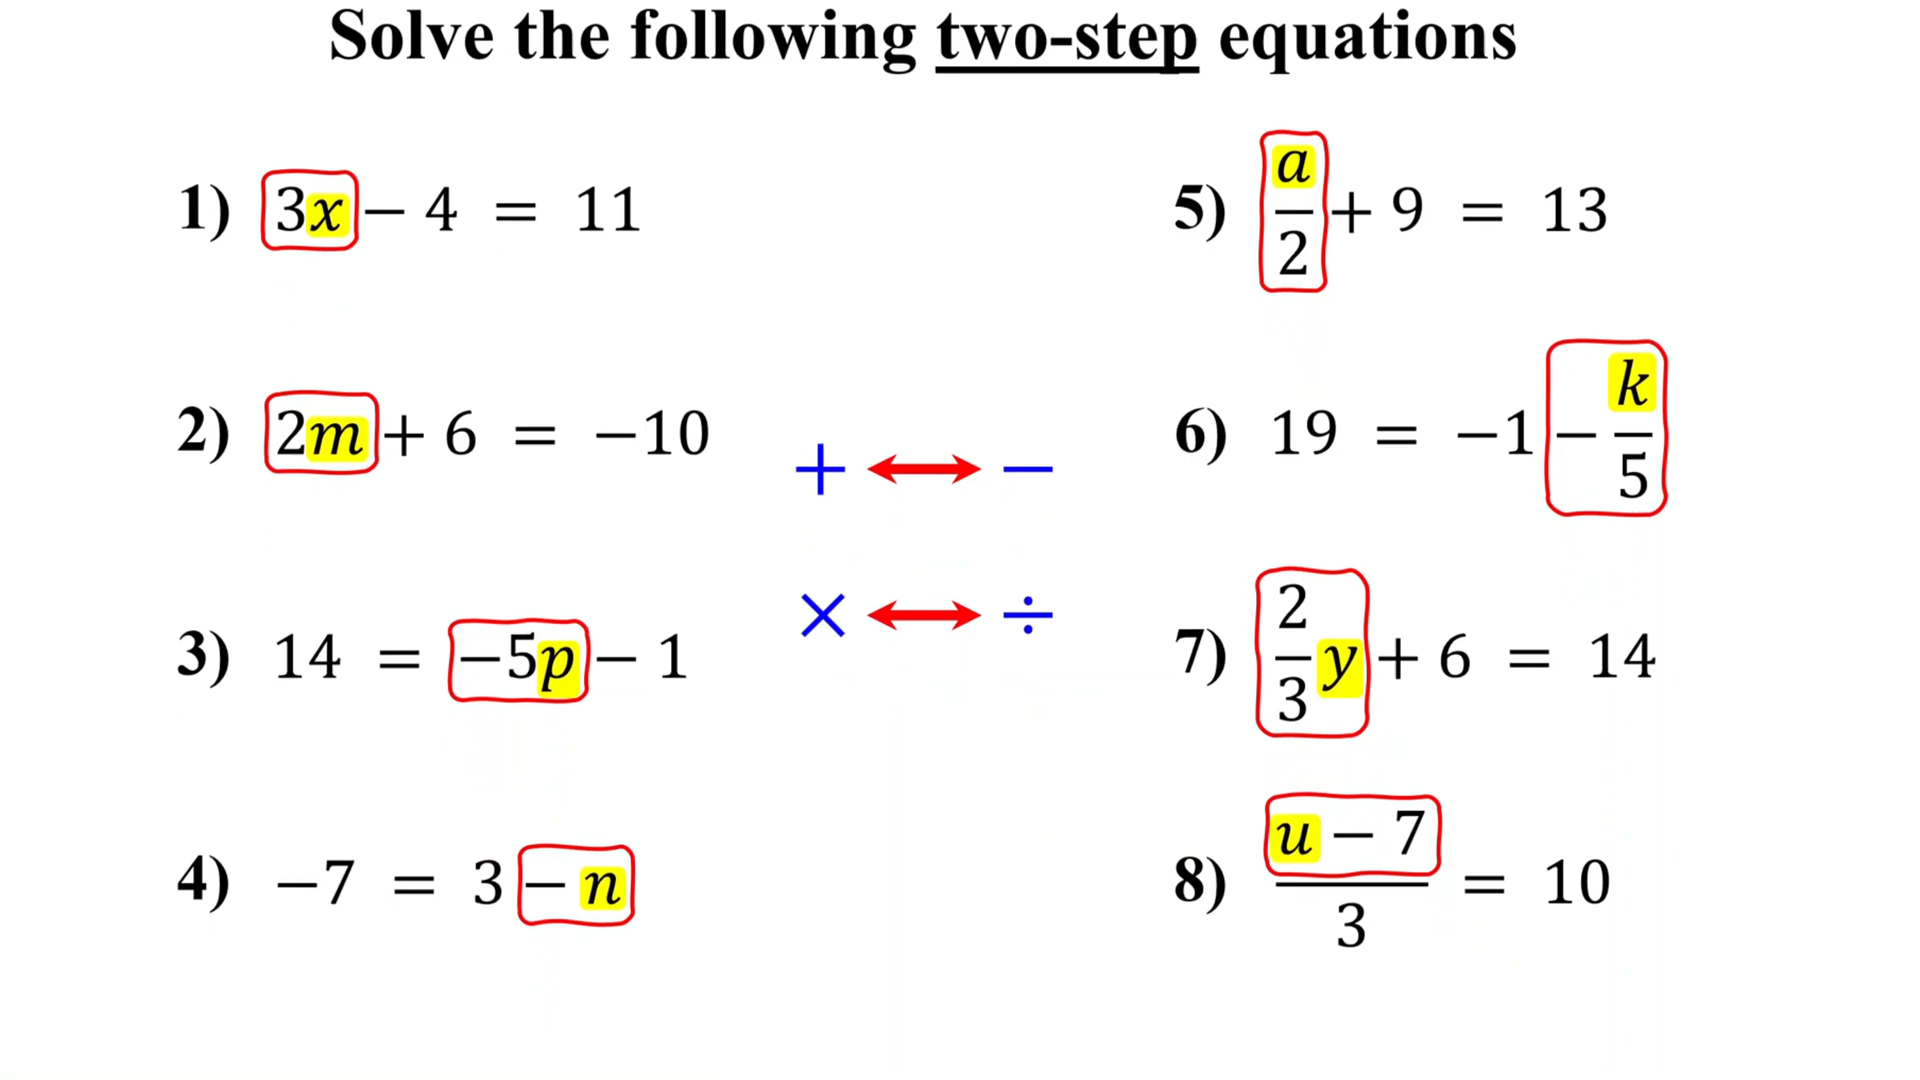 Solve the following two-step equations
1) 3x − 4 = 11
2) 2m + 6 = −10
3) 14 = −5p − 1
4) −7 = 3 − n
+ ↔ −
× ↔ ÷
5) a/2 + 9 = 13
6) 19 = −1 − k/5
7) 2/3 y + 6 = 14
8) (u − 7)/3 = 10